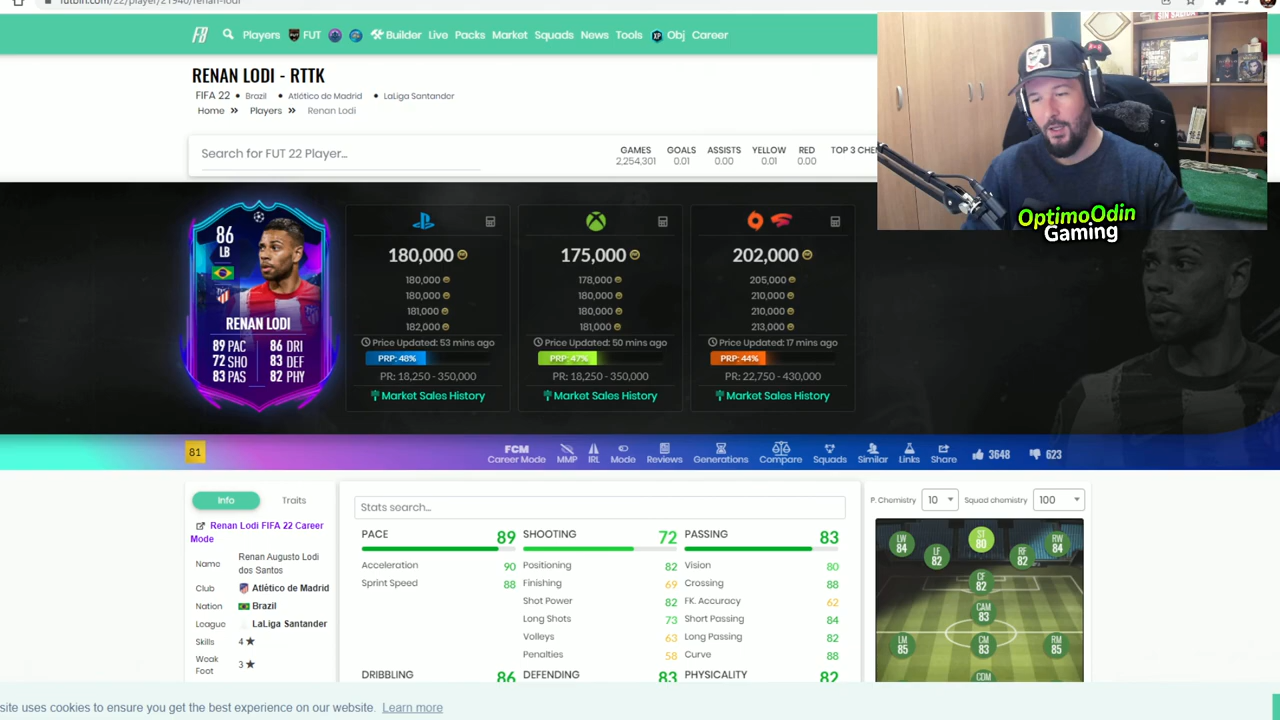 F8 Players FUT Builder Live Packs Market Squads News Tools XP Obj Career
RENAN LODI - RTTK
FIFA 22 • Brazil • Atlético de Madrid • LaLiga Santander
Home » Players » Renan Lodi
Search for FUT 22 Player...
GAMES GOALS ASSISTS YELLOW RED TOP 3
2,254,301 0.01 0.00 0.01 0.00
OptimoOdin
Gaming
86
LB
RENAN LODI
89 PAC 86 DRI
72 SHO 83 DEF
83 PAS 82 PHY
180,000
180,000
180,000
181,000
182,000
Price Updated: 53 mins ago
PRP: 48%
PR: 18,250 - 350,000
Market Sales History
175,000
178,000
180,000
180,000
181,000
Price Updated: 50 mins ago
PRP: 47%
PR: 18,250 - 350,000
Market Sales History
202,000
205,000
210,000
210,000
213,000
Price Updated: 17 mins ago
PRP: 44%
PR: 22,750 - 430,000
Market Sales History
81
FCM
Career Mode MMP IRL Mode Reviews Generations Compare Squads Similar Links Share 3648 623
Info Traits
Renan Lodi FIFA 22 Career
Mode
Name Renan Augusto Lodi
dos Santos
Club Atlético de Madrid
Nation Brazil
League LaLiga Santander
Skills 4 ★
Weak
Foot 3 ★
Stats search...
PACE 89
Acceleration 90
Sprint Speed 88
SHOOTING 72
Positioning 82
Finishing 69
Shot Power 82
Long Shots 73
Volleys 63
Penalties 58
PASSING 83
Vision 80
Crossing 88
FK. Accuracy 62
Short Passing 84
Long Passing 82
Curve 88
DRIBBLING 86
DEFENDING 83
PHYSICALITY 82
P. Chemistry 10 Squad chemistry 100
LW
84
ST
80
RW
84
LF
82
RF
82
CF
82
CAM
83
LM
85
CM
83
RM
85
CDM
site uses cookies to ensure you get the best experience on our website. Learn more